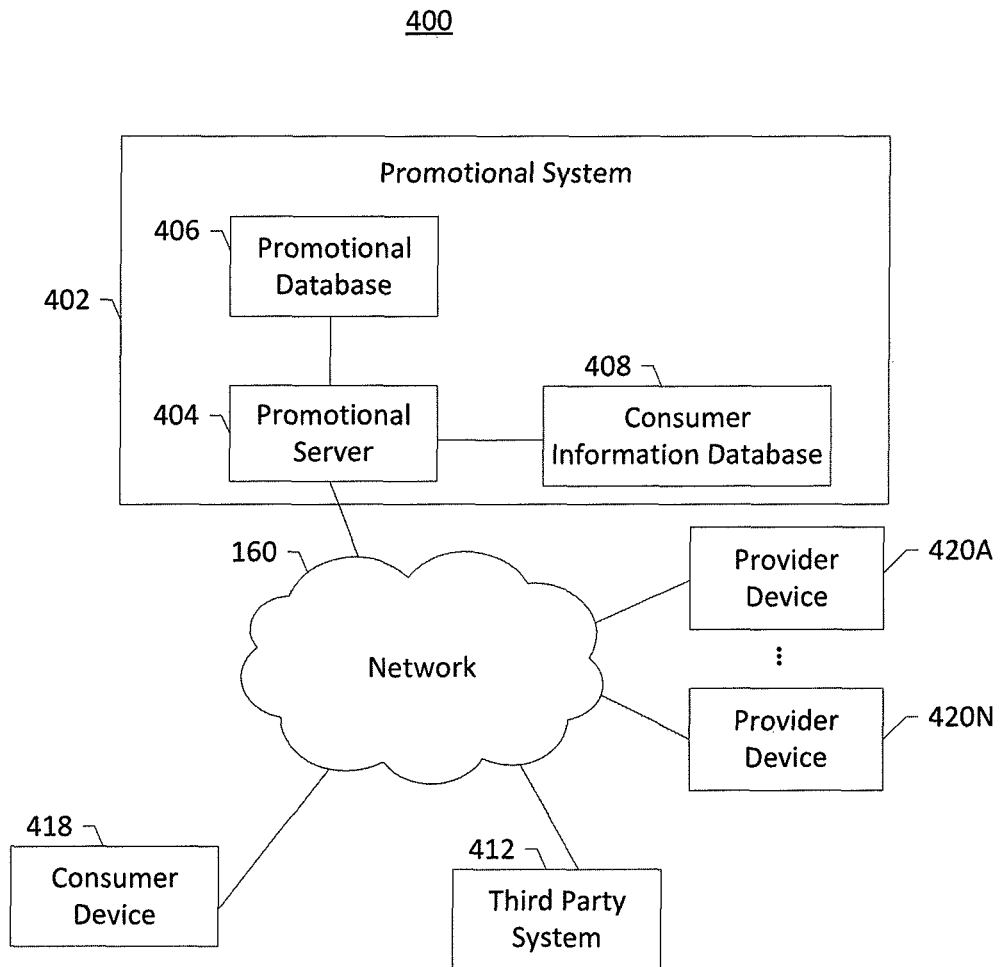 400
Promotional System
406
Promotional
Database
402
408
404
Promotional
Server
Consumer
Information Database
160
Network
Provider
Device
420A
Provider
Device
420N
418
Consumer
Device
412
Third Party
System